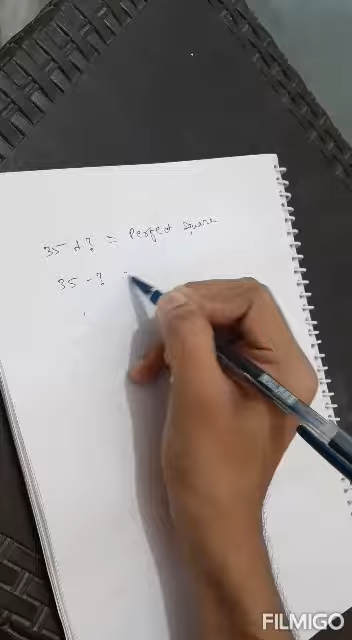 35 + ? = Perfect square
35 - ?
FILMIGO